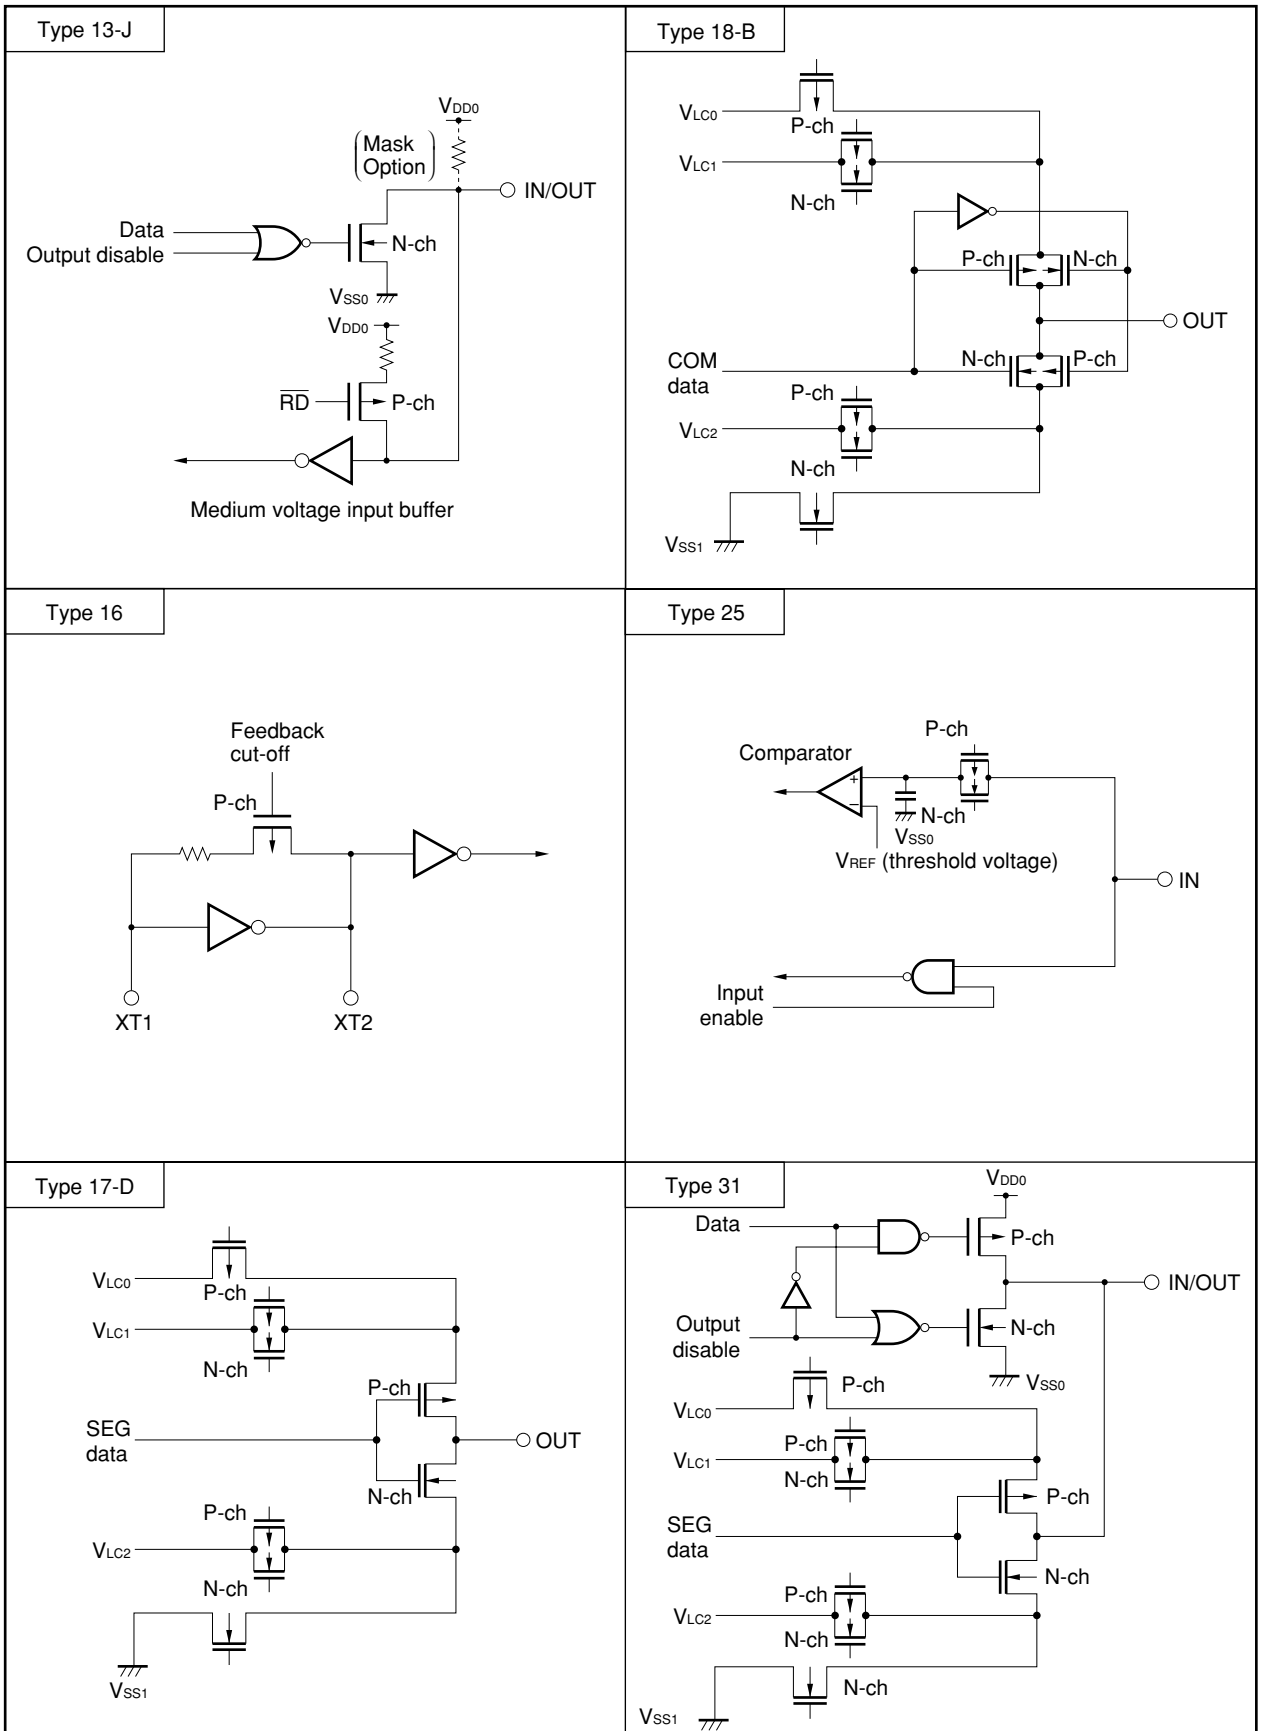 Type 13-J
VDD0
(Mask
Option)
IN/OUT
Data
Output disable
N-ch
VSS0
VDD0
RD
P-ch
Medium voltage input buffer
Type 18-B
VLC0
P-ch
VLC1
N-ch
P-ch
N-ch
OUT
COM
data
N-ch
P-ch
P-ch
VLC2
N-ch
VSS1
Type 16
Feedback
cut-off
P-ch
XT1
XT2
Type 25
P-ch
Comparator
+
−
N-ch
VSS0
VREF (threshold voltage)
IN
Input
enable
Type 17-D
VLC0
P-ch
VLC1
N-ch
P-ch
SEG
data
OUT
N-ch
P-ch
VLC2
N-ch
VSS1
Type 31
VDD0
Data
P-ch
IN/OUT
Output
disable
N-ch
VSS0
P-ch
VLC0
P-ch
VLC1
N-ch
P-ch
SEG
data
N-ch
P-ch
VLC2
N-ch
N-ch
VSS1